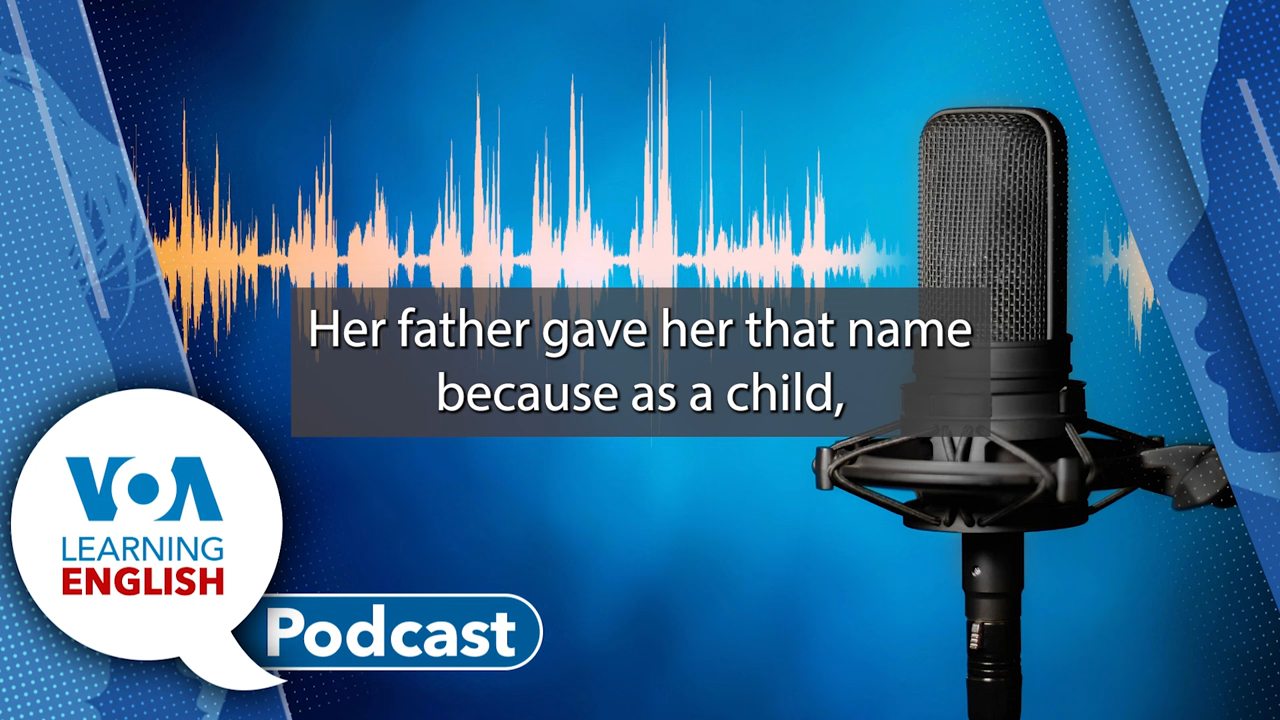 Her father gave her that name
because as a child,
VOA
LEARNING
ENGLISH
Podcast